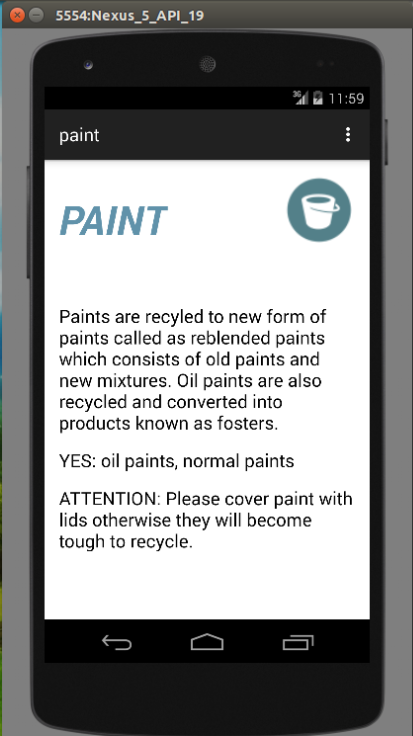 5554:Nexus_5_API_19
3G 11:59
paint
PAINT
Paints are recyled to new form of
paints called as reblended paints
which consists of old paints and
new mixtures. Oil paints are also
recycled and converted into
products known as fosters.
YES: oil paints, normal paints
ATTENTION: Please cover paint with
lids otherwise they will become
tough to recycle.